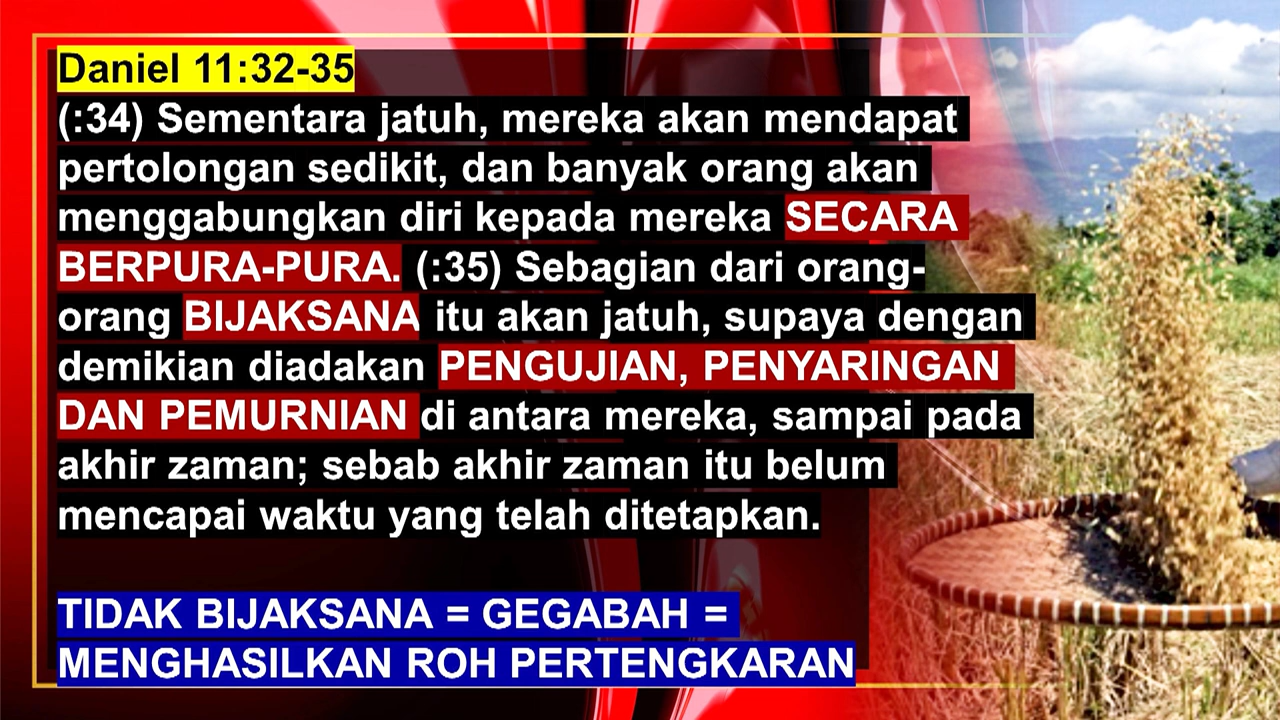 Daniel 11:32-35
(:34) Sementara jatuh, mereka akan mendapat
pertolongan sedikit, dan banyak orang akan
menggabungkan diri kepada mereka SECARA
BERPURA-PURA. (:35) Sebagian dari orang-
orang BIJAKSANA itu akan jatuh, supaya dengan
demikian diadakan PENGUJIAN, PENYARINGAN
DAN PEMURNIAN di antara mereka, sampai pada
akhir zaman; sebab akhir zaman itu belum
mencapai waktu yang telah ditetapkan.
TIDAK BIJAKSANA = GEGABAH =
MENGHASILKAN ROH PERTENGKARAN